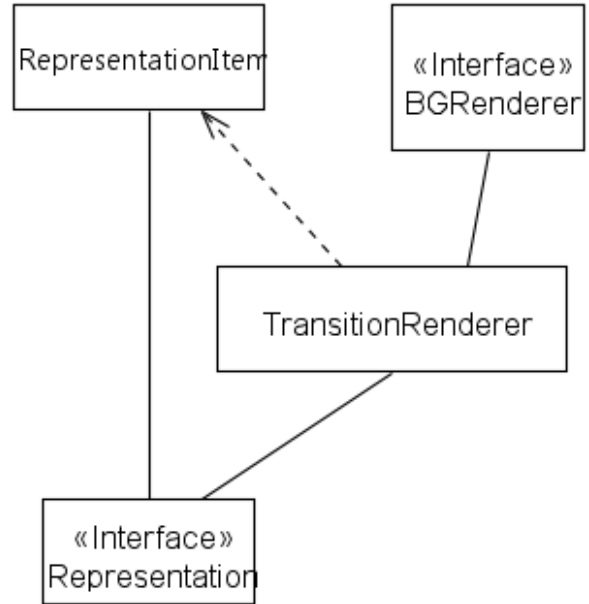 RepresentationItem
«Interface»
BGRenderer
TransitionRenderer
«Interface»
Representation